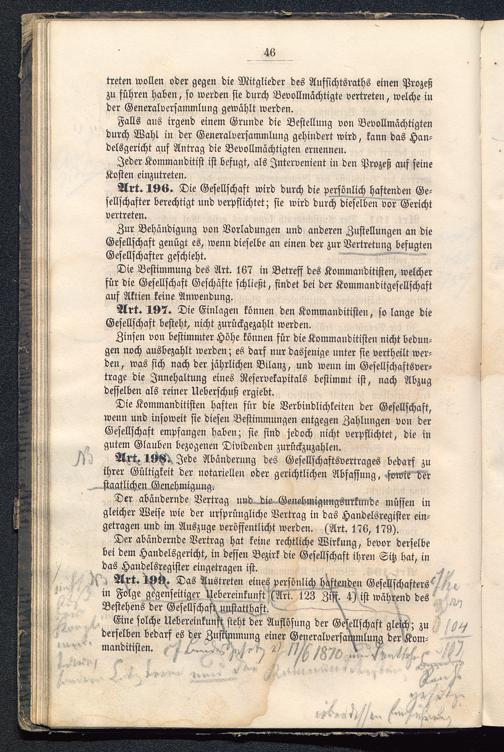 46
treten wollen oder gegen die Mitglieder des Aufsichtsraths einen Prozeß
zu führen haben, so werden sie durch Bevollmächtigte vertreten, welche in
der Generalversammlung gewählt werden.
Falls aus irgend einem Grunde die Bestellung von Bevollmächtigten
durch Wahl in der Generalversammlung gehindert wird, kann das Han-
delsgericht auf Antrag die Bevollmächtigten ernennen.
Jeder Kommanditist ist befugt, als Intervenient in den Prozeß auf seine
Kosten einzutreten.
Art. 196. Die Gesellschaft wird durch die persönlich haftenden Ge-
sellschafter berechtigt und verpflichtet; sie wird durch dieselben vor Gericht
vertreten.
Zur Behändigung von Vorladungen und anderen Zustellungen an die
Gesellschaft genügt es, wenn dieselbe an einen der zur Vertretung befugten
Gesellschafter geschieht.
Die Bestimmung des Art. 167 in Betreff des Kommanditisten, welcher
für die Gesellschaft Geschäfte schließt, findet bei der Kommanditgesellschaft
auf Aktien keine Anwendung.
Art. 197. Die Einlagen können den Kommanditisten, so lange die
Gesellschaft besteht, nicht zurückgezahlt werden.
Zinsen von bestimmter Höhe können für die Kommanditisten nicht bedun-
gen noch ausbezahlt werden; es darf nur dasjenige unter sie vertheilt wer-
den, was sich nach der jährlichen Bilanz, und wenn im Gesellschaftsver-
trage die Innehaltung eines Reservekapitals bestimmt ist, nach Abzug
desselben als reiner Ueberschuß ergiebt.
Die Kommanditisten haften für die Verbindlichkeiten der Gesellschaft,
wenn und insoweit sie diesen Bestimmungen entgegen Zahlungen von der
Gesellschaft empfangen haben; sie sind jedoch nicht verpflichtet, die in
gutem Glauben bezogenen Dividenden zurückzuzahlen.
NB Art. 198. Jede Abänderung des Gesellschaftsvertrages bedarf zu
ihrer Gültigkeit der notariellen oder gerichtlichen Abfassung, sowie der
staatlichen Genehmigung.
Der abändernde Vertrag und die Genehmigungsurkunde müssen in
gleicher Weise wie der ursprüngliche Vertrag in das Handelsregister ein-
getragen und im Auszuge veröffentlicht werden. (Art. 176, 179).
Der abändernde Vertrag hat keine rechtliche Wirkung, bevor derselbe
bei dem Handelsgericht, in dessen Bezirk die Gesellschaft ihren Sitz hat, in
das Handelsregister eingetragen ist.
NB Art. 199. Das Austreten eines persönlich haftenden Gesellschafters
in Folge gegenseitiger Uebereinkunft (Art. 123 Ziff. 4) ist während des
Bestehens der Gesellschaft unstatthaft.
Eine solche Uebereinkunft steht der Auflösung der Gesellschaft gleich; zu
derselben bedarf es der Zustimmung einer Generalversammlung der Kom-
manditisten.
11/6 1870
104